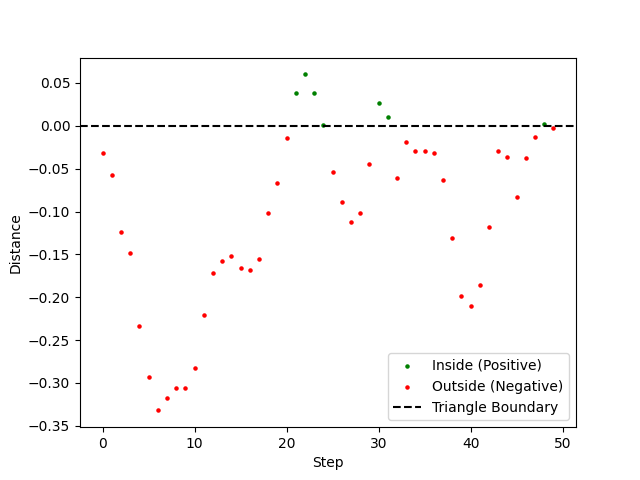 0.05
0.00
−0.05
−0.10
−0.15
−0.20
−0.25
−0.30
−0.35
Distance
0 10 20 30 40 50
Step
Inside (Positive)
Outside (Negative)
Triangle Boundary